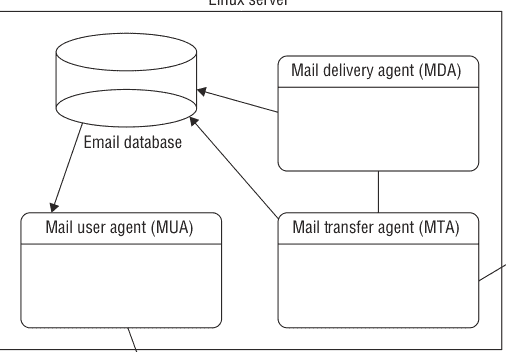 Linux server
Mail delivery agent (MDA)
Email database
Mail user agent (MUA)
Mail transfer agent (MTA)